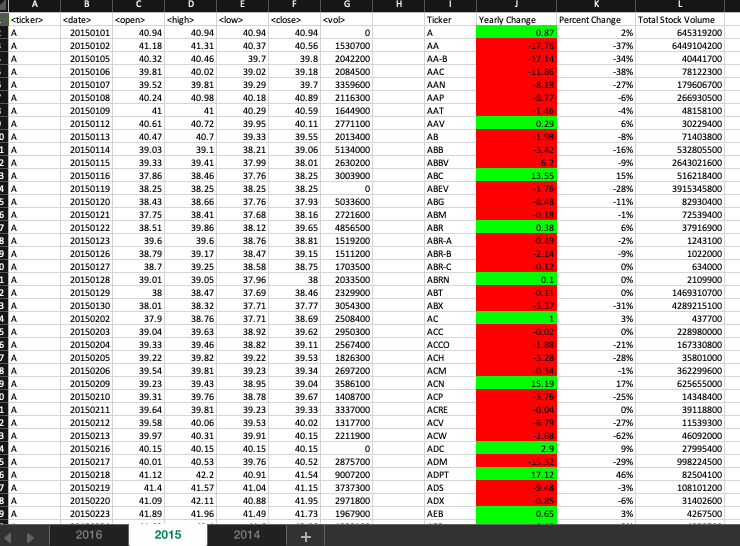 A B C D E F G H I J K L
<ticker> <date> <open> <high> <low> <close> <vol> Ticker Yearly Change Percent Change Total Stock Volume
A 20150101 40.94 40.94 40.94 40.94 0 A 0.87 2% 645319200
A 20150102 41.18 41.31 40.37 40.56 1530700 AA -17.76 -37% 6449104200
A 20150105 40.32 40.46 39.7 39.8 2042200 AA-B -17.14 -34% 40441700
A 20150106 39.81 40.02 39.02 39.18 2084500 AAC -11.66 -38% 78122300
A 20150107 39.52 39.81 39.29 39.7 3359600 AAN -8.18 -27% 179606700
A 20150108 40.24 40.98 40.18 40.89 2116300 AAP -8.77 -6% 266930500
A 20150109 41 41 40.29 40.59 1644900 AAT -1.46 -4% 48158100
A 20150112 40.61 40.72 39.95 40.11 2771100 AAV 0.29 6% 30229400
A 20150113 40.47 40.7 39.33 39.55 2013400 AB -1.98 -8% 71403800
A 20150114 39.03 39.1 38.21 39.06 5134000 ABB -3.42 -16% 532805500
A 20150115 39.33 39.41 37.99 38.01 2630200 ABBV -6.2 -9% 2643021600
A 20150116 37.86 38.46 37.76 38.25 3003900 ABC 13.55 15% 516218400
A 20150119 38.25 38.25 38.25 38.25 0 ABEV -1.76 -28% 3915345800
A 20150120 38.43 38.66 37.76 37.93 5033600 ABG -8.48 -11% 82930400
A 20150121 37.75 38.41 37.68 38.16 2721600 ABM -0.18 -1% 72539400
A 20150122 38.51 39.86 38.12 39.65 4856500 ABR 0.38 6% 37916900
A 20150123 39.6 39.6 38.76 38.81 1519200 ABR-A -0.49 -2% 1243100
A 20150126 38.79 39.17 38.47 39.15 1511200 ABR-B -2.14 -9% 1022000
A 20150127 38.7 39.25 38.58 38.75 1703500 ABR-C -0.12 0% 634000
A 20150128 39.01 39.05 37.96 38 2033500 ABRN 0.1 0% 2109900
A 20150129 38 38.47 37.69 38.46 2329900 ABT -0.11 0% 1469310700
A 20150130 38.01 38.32 37.71 37.77 3054300 ABX -3.37 -31% 4289215100
A 20150202 37.9 38.76 37.71 38.69 2508400 AC 1 3% 437700
A 20150203 39.04 39.63 38.92 39.62 2950300 ACC -0.02 0% 228980000
A 20150204 39.33 39.46 38.82 39.11 2567400 ACCO -1.88 -21% 167330800
A 20150205 39.22 39.82 39.22 39.53 1826300 ACH -3.28 -28% 35801000
A 20150206 39.54 39.81 39.23 39.34 2697200 ACM -0.34 -1% 362299600
A 20150209 39.23 39.43 38.95 39.04 3586100 ACN 15.19 17% 625655000
A 20150210 39.31 39.76 38.78 39.67 1408700 ACP -3.76 -25% 14348400
A 20150211 39.64 39.81 39.23 39.33 3337000 ACRE -0.04 0% 39118800
A 20150212 39.58 40.06 39.53 40.02 1317700 ACV -6.79 -27% 11539300
A 20150213 39.97 40.31 39.91 40.15 2211900 ACW -2.68 -62% 46092000
A 20150216 40.15 40.15 40.15 40.15 0 ADC 2.9 9% 27995400
A 20150217 40.01 40.53 39.76 40.52 2875700 ADM -15.32 -29% 998224500
A 20150218 41.12 42.2 40.91 41.54 9007200 ADPT 17.12 46% 82504100
A 20150219 41.4 41.57 41.04 41.15 3737300 ADS -9.48 -3% 108101200
A 20150220 41.09 42.11 40.88 41.95 2971800 ADX -0.85 -6% 31402600
A 20150223 41.89 41.96 41.49 41.73 1967900 AEB 0.65 3% 4267500
2016 2015 2014 +